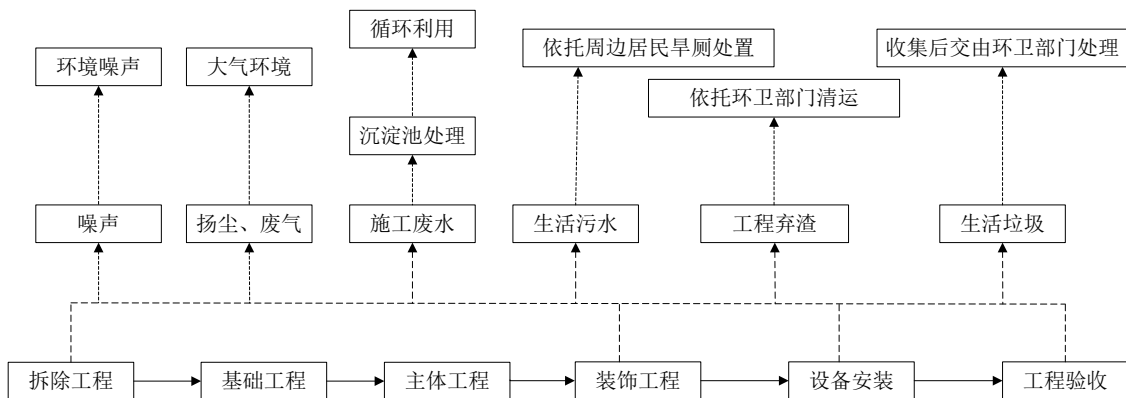 循环利用
环境噪声
大气环境
依托周边居民旱厕处置
收集后交由环卫部门处理
依托环卫部门清运
沉淀池处理
噪声
扬尘、废气
施工废水
生活污水
工程弃渣
生活垃圾
拆除工程
基础工程
主体工程
装饰工程
设备安装
工程验收